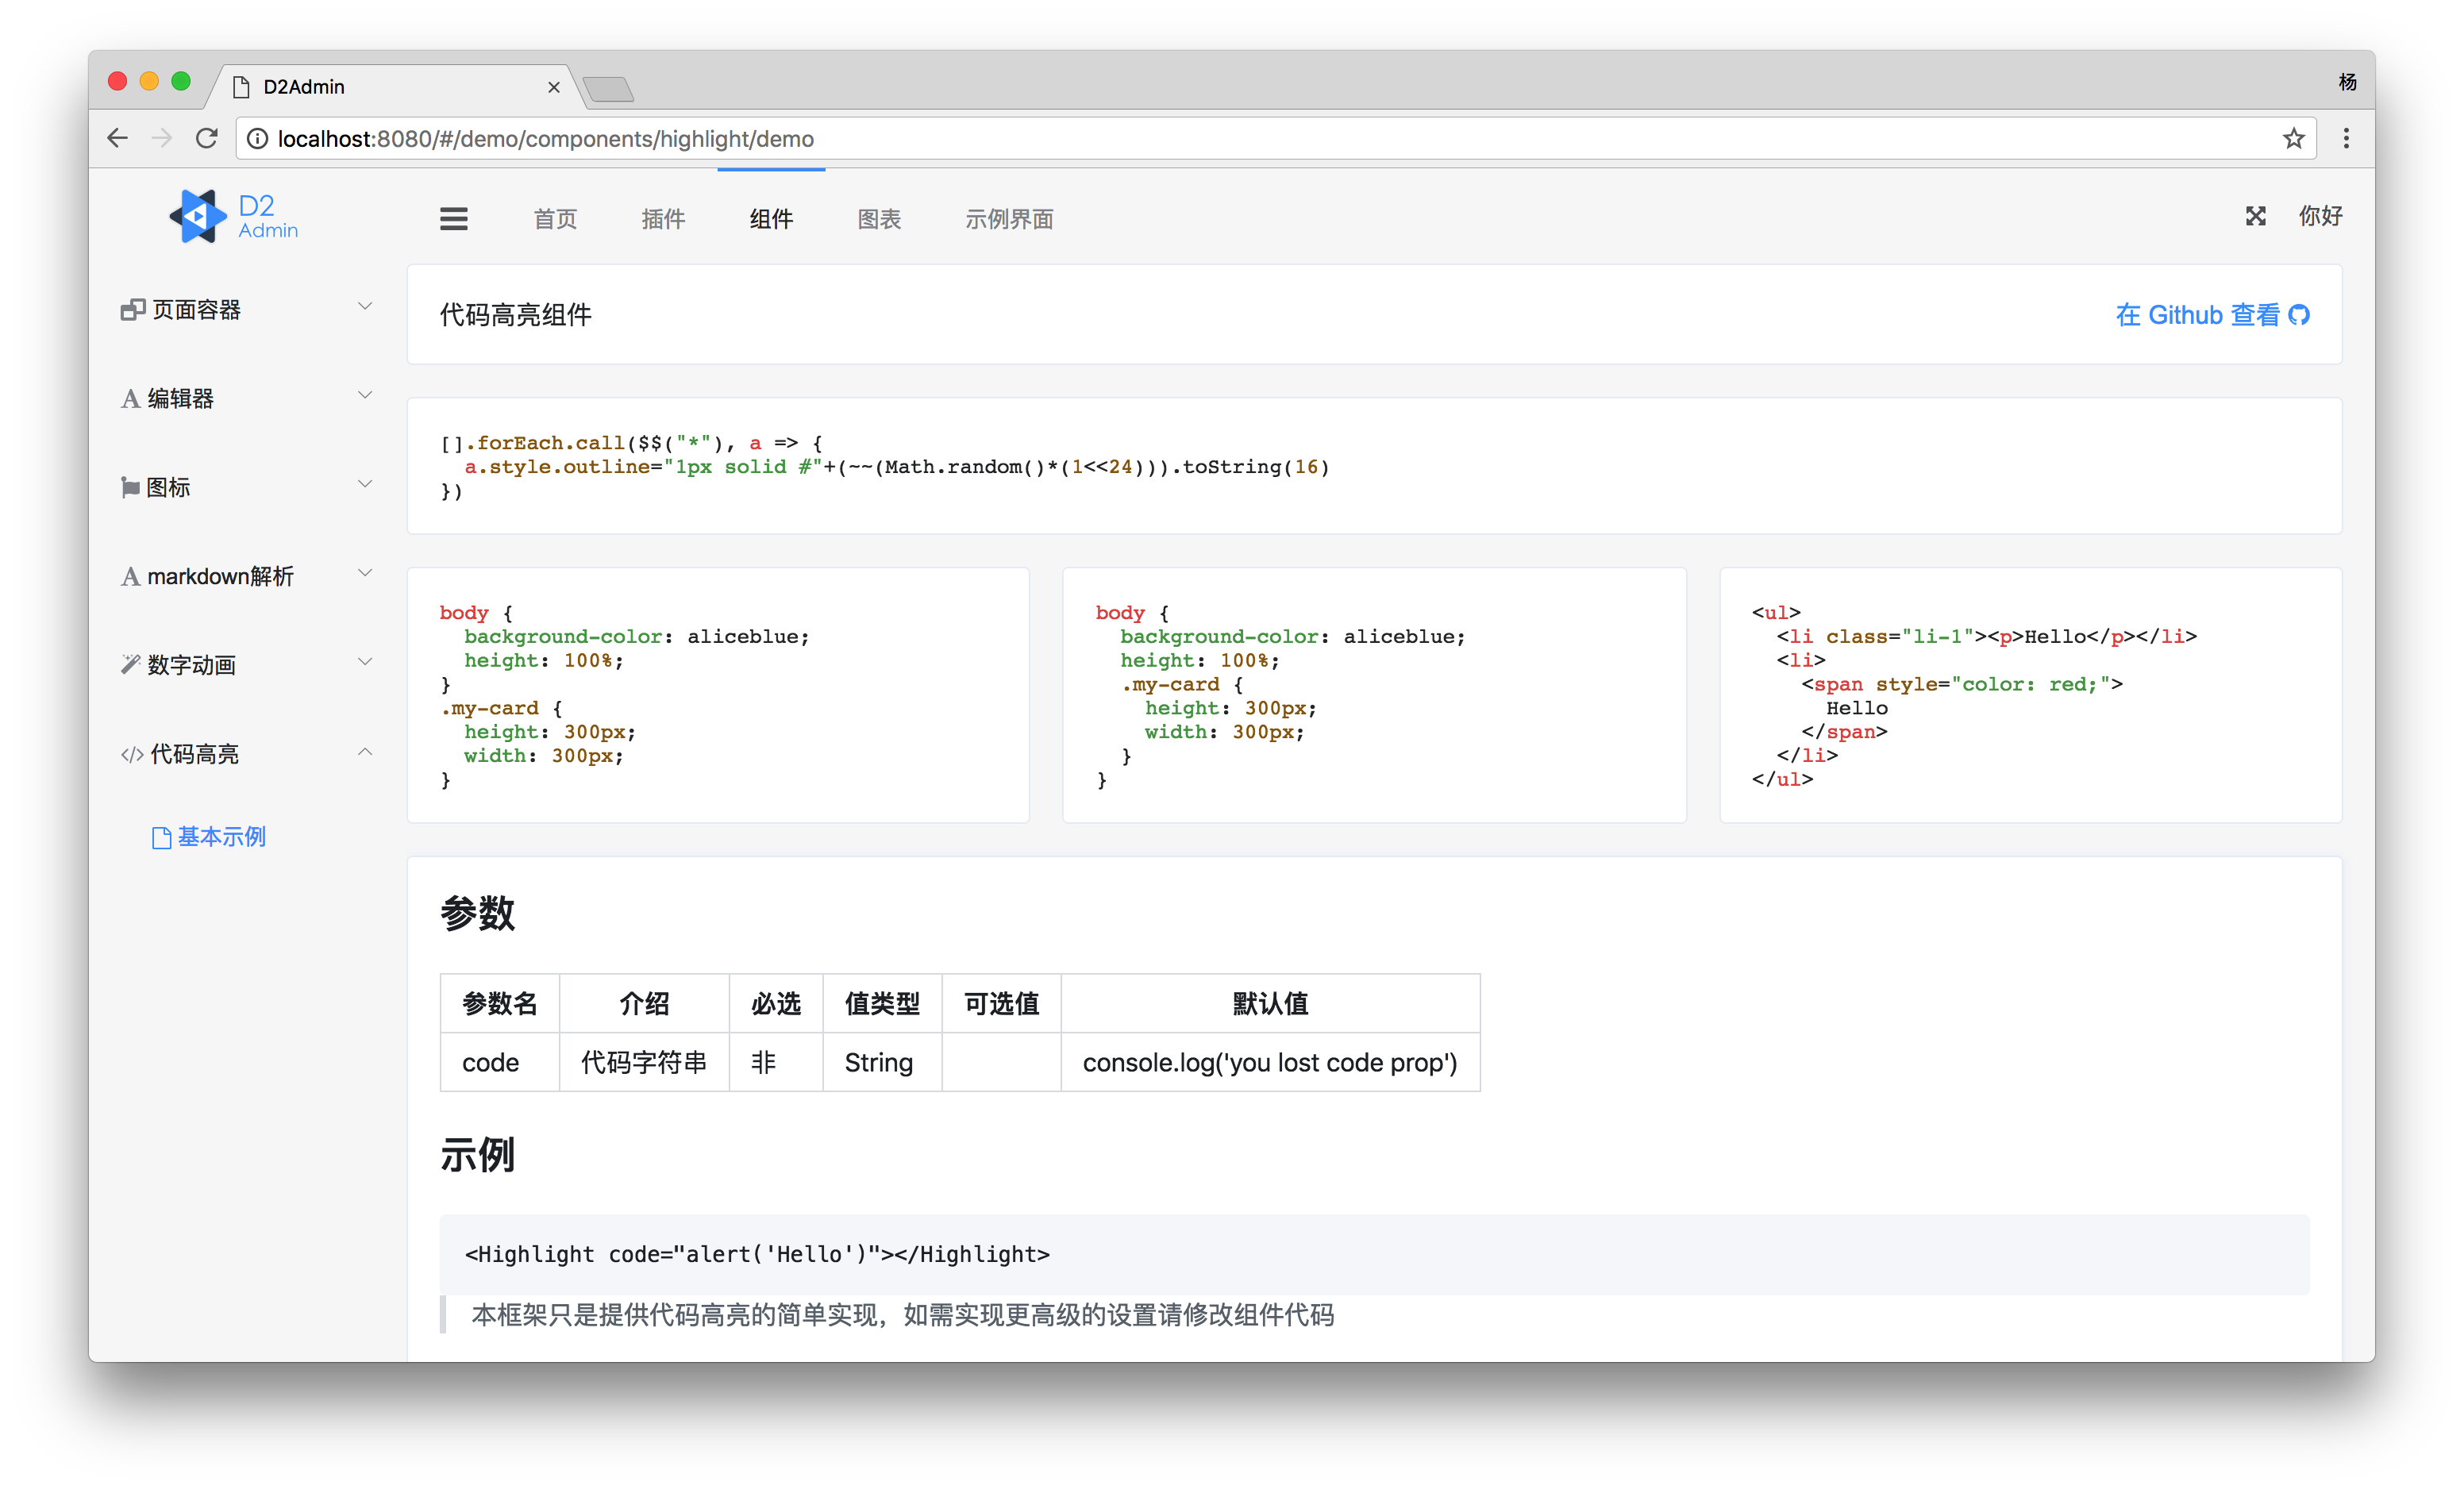 D2Admin
杨
localhost:8080/#/demo/components/highlight/demo
D2
Admin
首页 插件 组件 图表 示例界面
你好
页面容器
编辑器
图标
markdown解析
数字动画
代码高亮
基本示例
代码高亮组件
在 Github 查看
[].forEach.call($$("*"), a => {
  a.style.outline="1px solid #"+(~~(Math.random()*(1<<24))).toString(16)
})
body {
  background-color: aliceblue;
  height: 100%;
}
.my-card {
  height: 300px;
  width: 300px;
}
body {
  background-color: aliceblue;
  height: 100%;
  .my-card {
    height: 300px;
    width: 300px;
  }
}
<ul>
  <li class="li-1"><p>Hello</p></li>
  <li>
    <span style="color: red;">
      Hello
    </span>
  </li>
</ul>
参数
参数名 介绍 必选 值类型 可选值 默认值
code 代码字符串 非 String console.log('you lost code prop')
示例
<Highlight code="alert('Hello')"></Highlight>
本框架只是提供代码高亮的简单实现，如需实现更高级的设置请修改组件代码